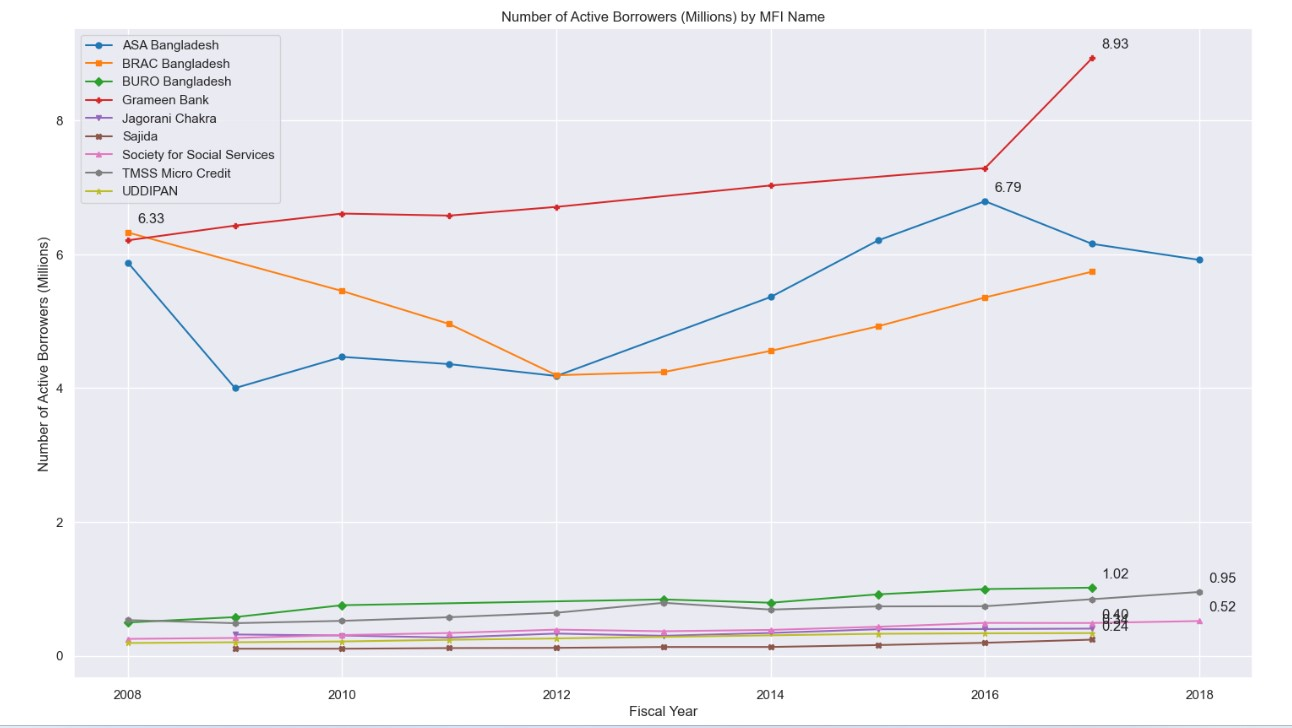 Number of Active Borrowers (Millions) by MFI Name
ASA Bangladesh
BRAC Bangladesh
BURO Bangladesh
Grameen Bank
Jagorani Chakra
Sajida
Society for Social Services
TMSS Micro Credit
UDDIPAN
8.93
6.79
6.33
1.02
0.95
0.52
0.40
0.24
Number of Active Borrowers (Millions)
8
6
4
2
0
2008
2010
2012
2014
2016
2018
Fiscal Year